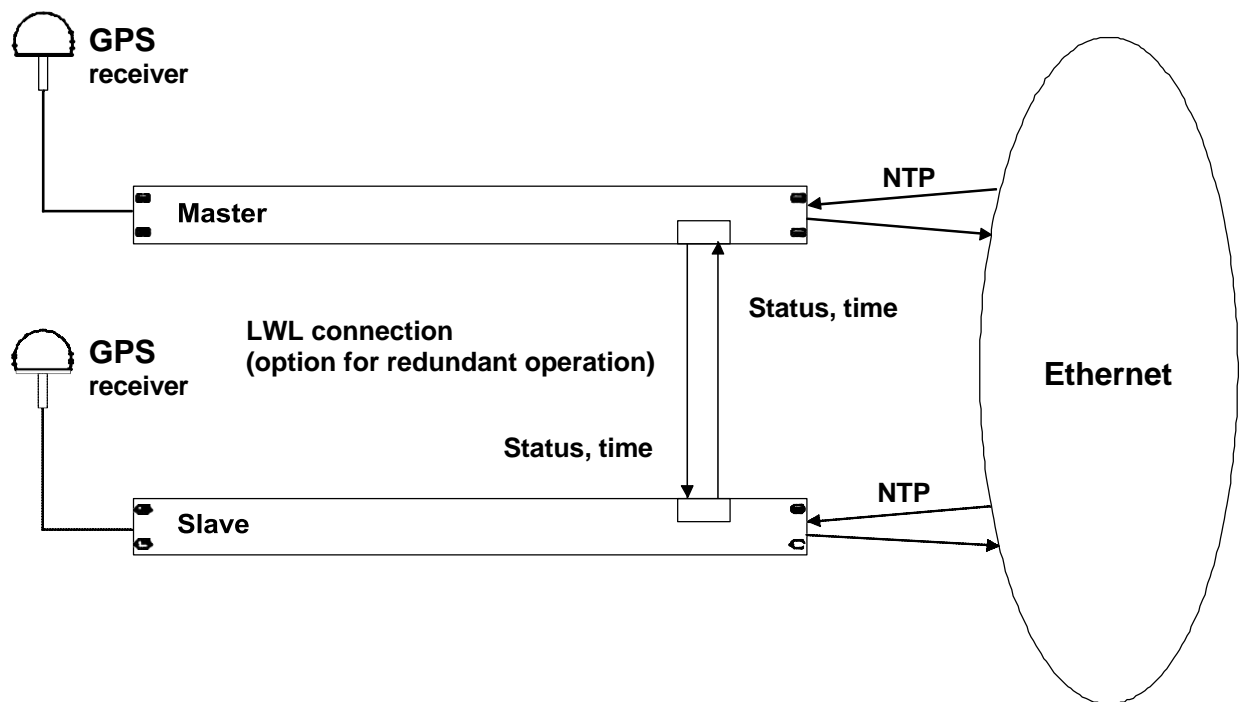 GPS
receiver
NTP
Master
Status, time
LWL connection
(option for redundant operation)
GPS
receiver
Ethernet
Status, time
NTP
Slave